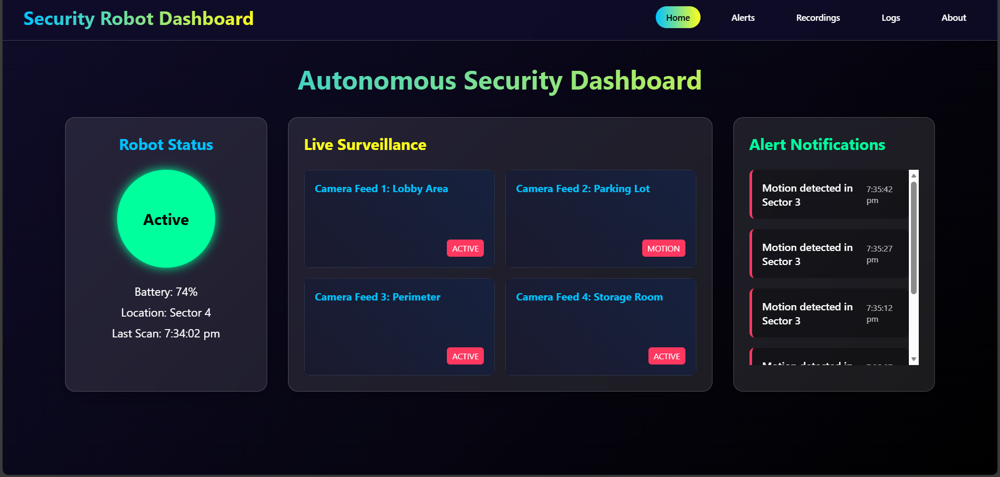 Security Robot Dashboard
Home
Alerts
Recordings
Logs
About
Autonomous Security Dashboard
Robot Status
Active
Battery: 74%
Location: Sector 4
Last Scan: 7:34:02 pm
Live Surveillance
Camera Feed 1: Lobby Area
ACTIVE
Camera Feed 2: Parking Lot
MOTION
Camera Feed 3: Perimeter
ACTIVE
Camera Feed 4: Storage Room
ACTIVE
Alert Notifications
Motion detected in
Sector 3
7:35:42
pm
Motion detected in
Sector 3
7:35:27
pm
Motion detected in
Sector 3
7:35:12
pm
Motion detected in